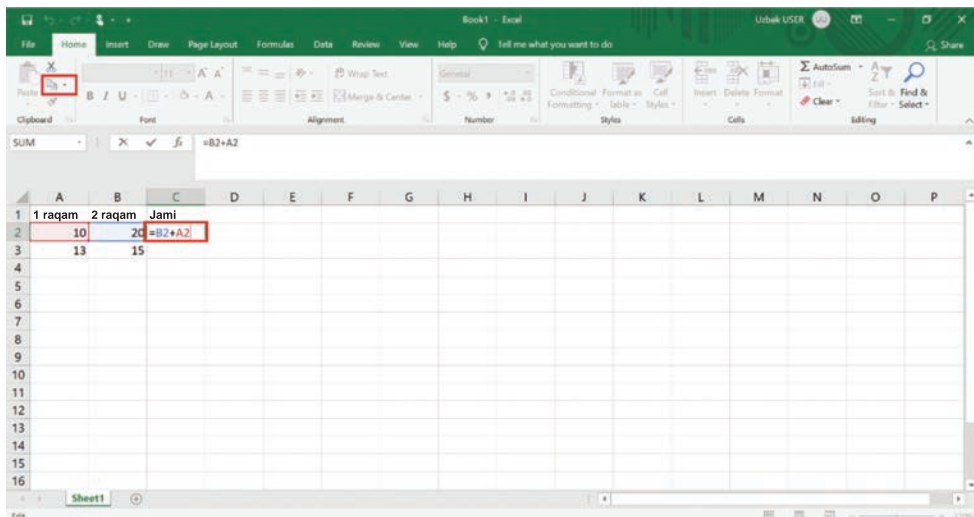 Book1 - Excel
Uzbek USER
UU
File Home Insert Draw Page Layout Formulas Data Review View Help Tell me what you want to do Share
Paste
11 A A Wrap Text General AutoSum
B I U A Merge & Center $ - % Conditional Format as Cell Insert Delete Format Fill Sort & Find &
Formatting Table Styles Clear Filter Select
Clipboard Font Alignment Number Styles Cells Editing
SUM fx =B2+A2
A B C D E F G H I J K L M N O P
1 1 raqam 2 raqam Jami
2 10 20 =B2+A2
3 13 15
4
5
6
7
8
9
10
11
12
13
14
15
16
Sheet1
Edit